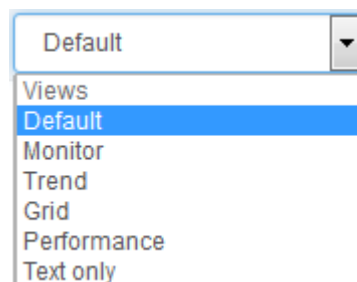 Default
Views
Default
Monitor
Trend
Grid
Performance
Text only